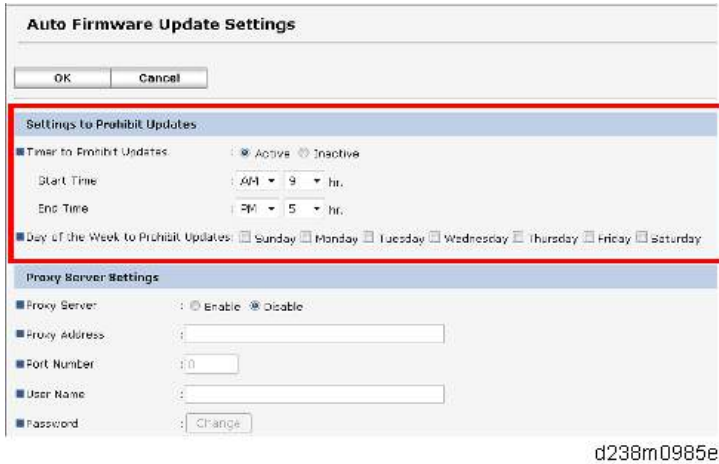 Auto Firmware Update Settings
OK Cancel
Settings to Prohibit Updates
Timer to Prohibit Updates : Active Inactive
Start Time : AM 9 hr.
End Time : PM 5 hr.
Day of the Week to Prohibit Updates: Sunday Monday Tuesday Wednesday Thursday Friday Saturday
Proxy Server Settings
Proxy Server : Enable Disable
Proxy Address :
Port Number : 0
User Name :
Password : Change
d238m0985e